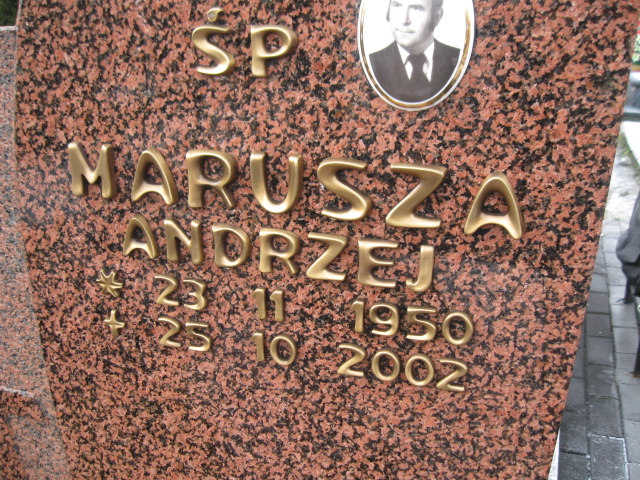 ŚP
MARUSZA
ANDRZEJ
* 23 11 1950
+ 25 10 2002